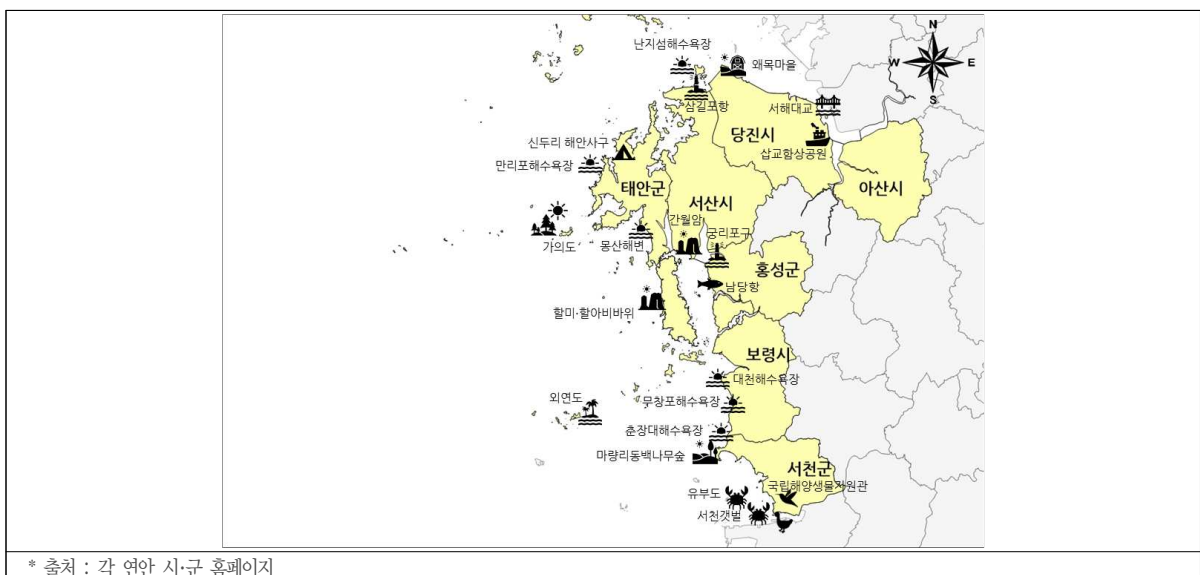 N
난지섬해수욕장
왜목마을
W
E
S
삼길포항
서해대교
당진시
신두리 해안사구
삽교함상공원
만리포해수욕장
태안군
아산시
서산시
간월암
궁리포구
가의도
몽산해변
홍성군
남당항
할미·할아비바위
보령시
대천해수욕장
외연도
무창포해수욕장
춘장대해수욕장
마량리동백나무숲
서천군
국립해양생물자원관
유부도
서천갯벌
* 출처 : 각 연안 시·군 홈페이지